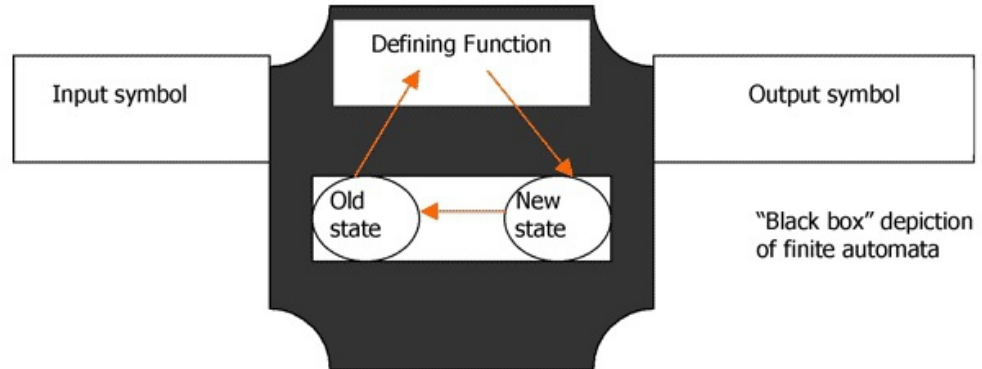 Defining Function
Input symbol
Output symbol
Old
state
New
state
“Black box” depiction
of finite automata